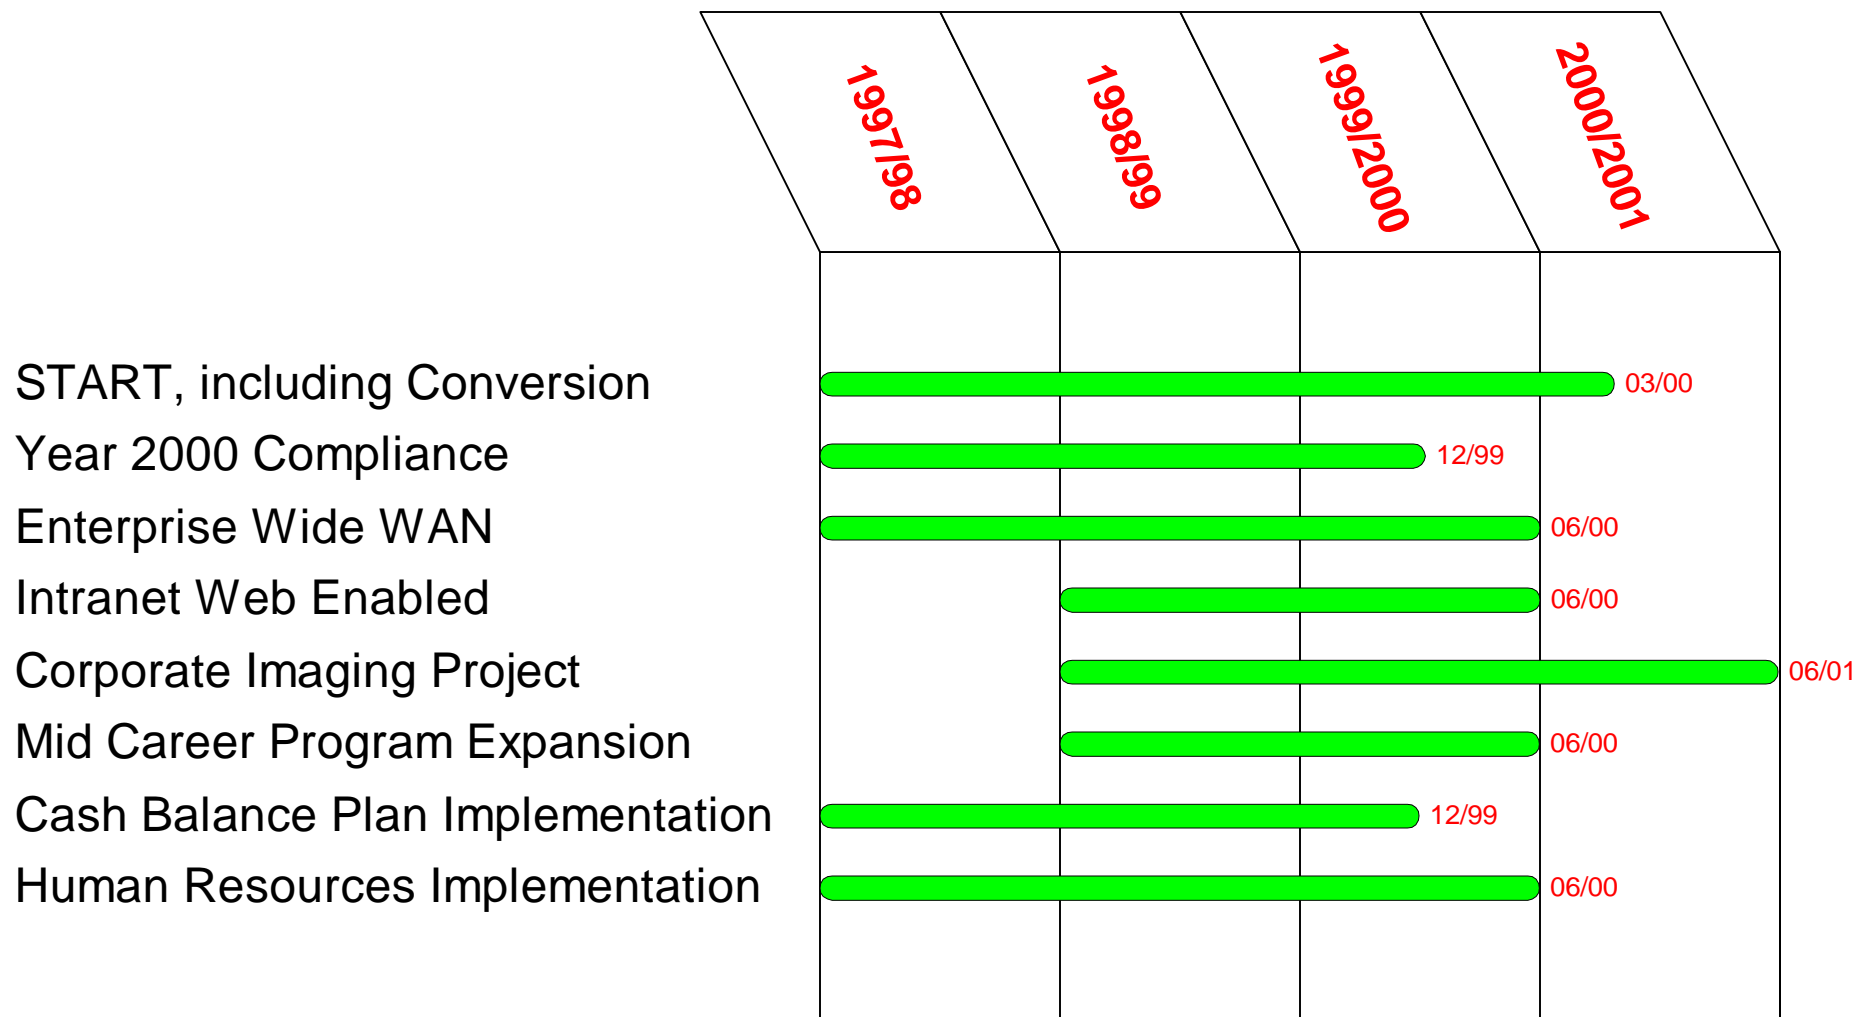 1997/98 1998/99 1999/2000 2000/2001
START, including Conversion 03/00
Year 2000 Compliance 12/99
Enterprise Wide WAN 06/00
Intranet Web Enabled 06/00
Corporate Imaging Project 06/01
Mid Career Program Expansion 06/00
Cash Balance Plan Implementation 12/99
Human Resources Implementation 06/00